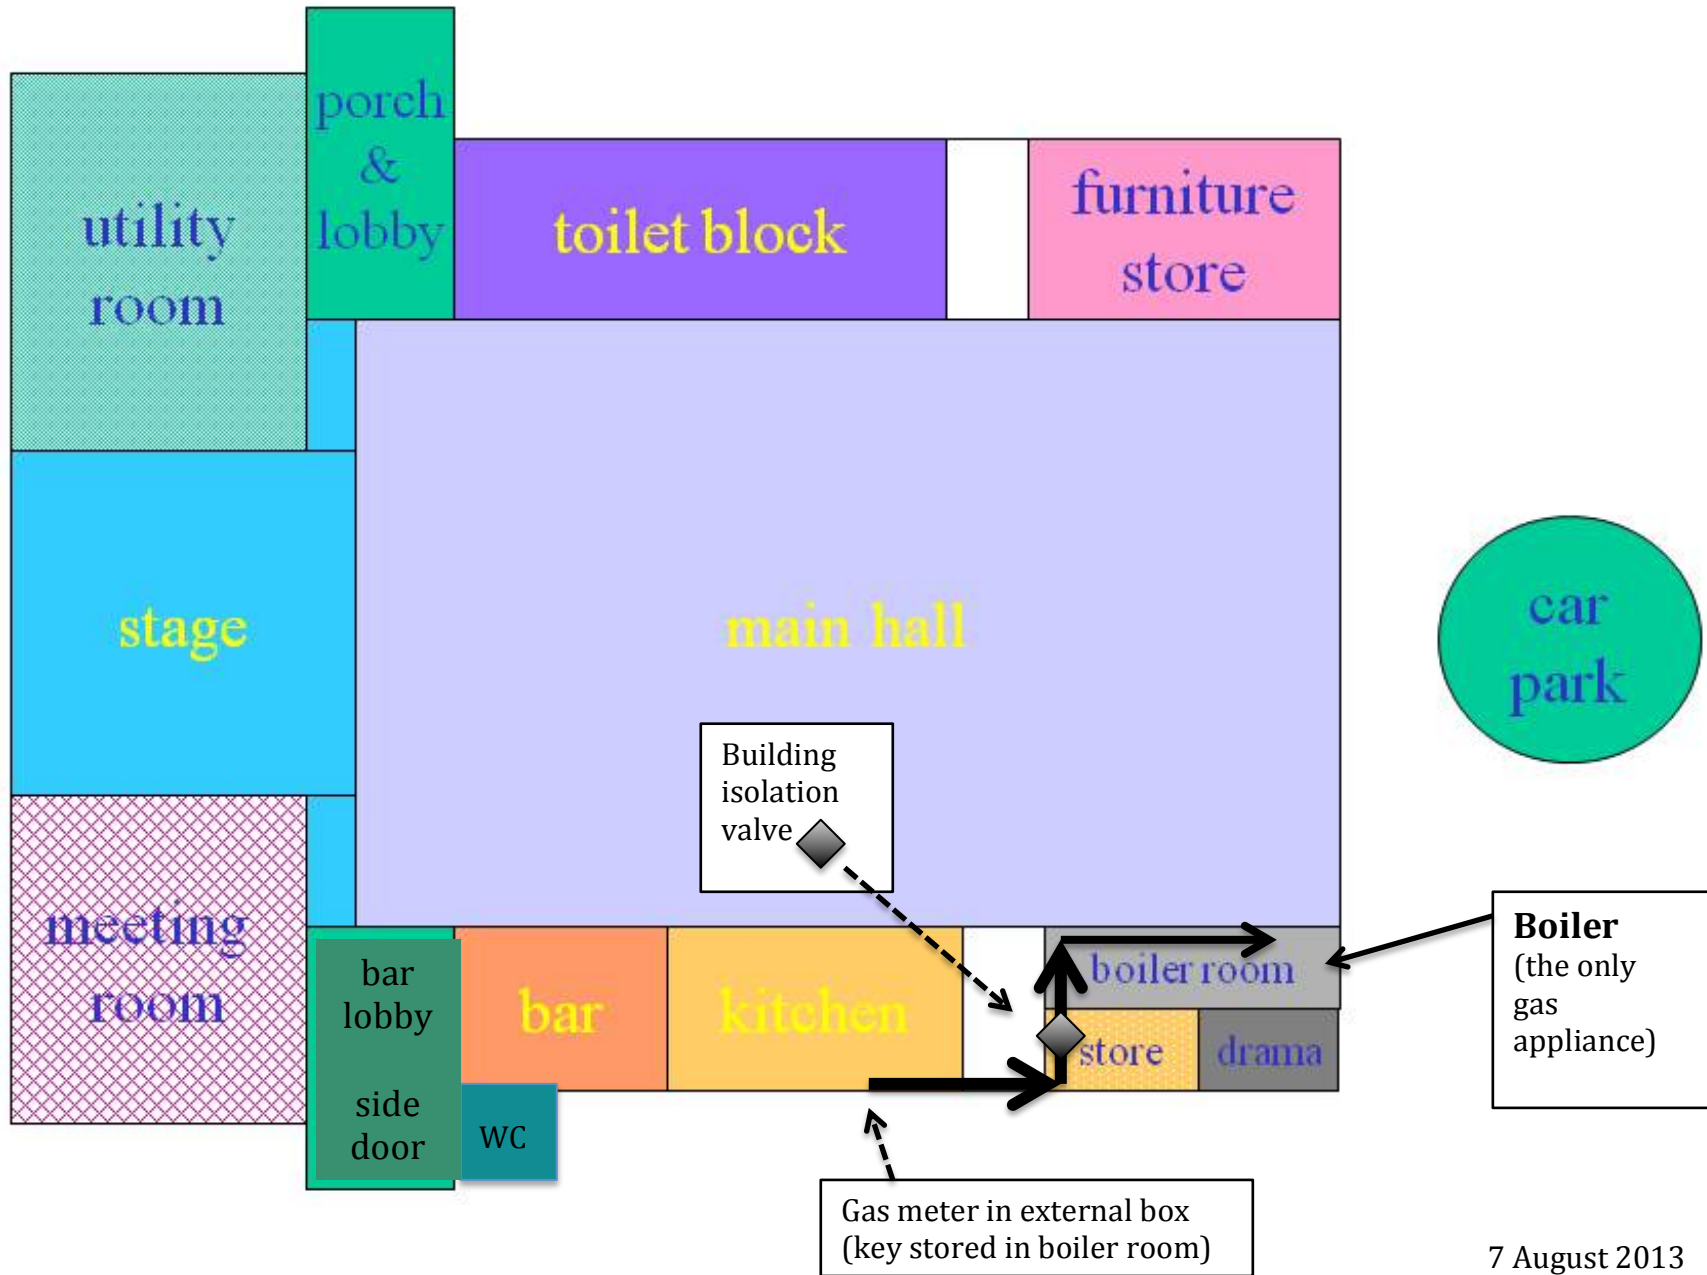 porch
&
lobby
utility
room
toilet block
furniture
store
stage
main hall
car
park
Building
isolation
valve
meeting
room
bar
lobby
side
door
WC
bar
kitchen
boiler room
store
drama
Boiler
(the only
gas
appliance)
Gas meter in external box
(key stored in boiler room)
7 August 2013